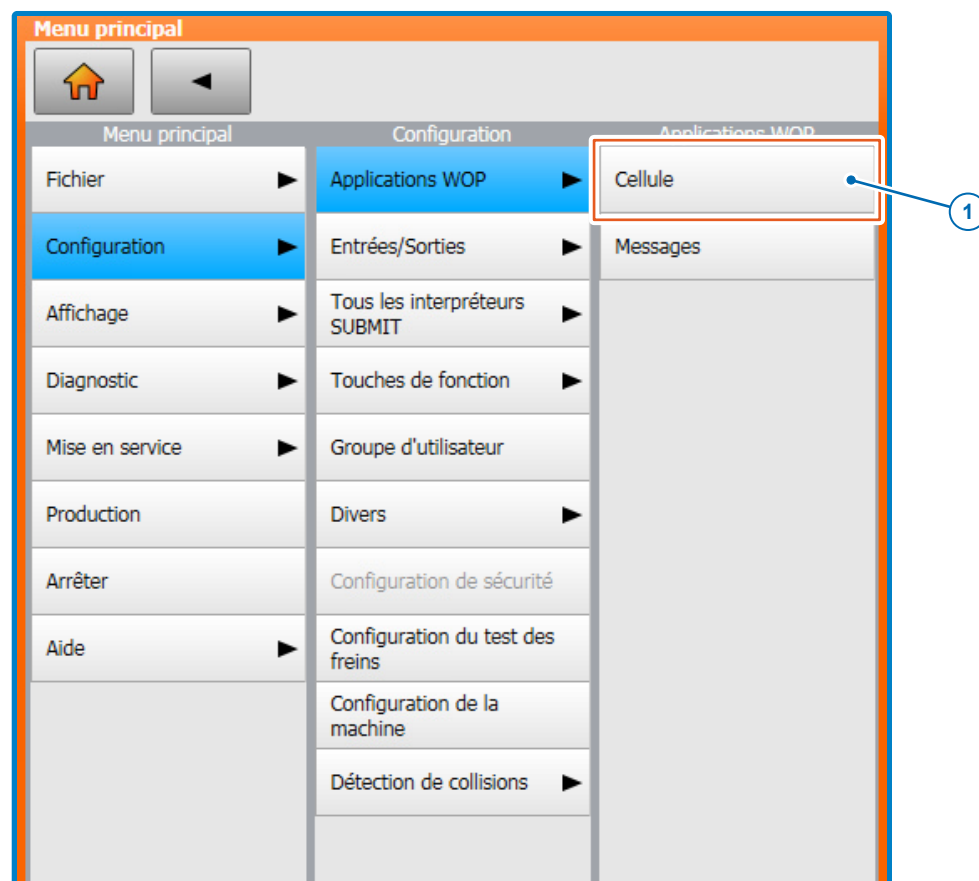 Menu principal
Menu principal
Configuration
Applications WOP
Fichier
Applications WOP
Cellule
1
Configuration
Entrées/Sorties
Messages
Affichage
Tous les interpréteurs
SUBMIT
Diagnostic
Touches de fonction
Mise en service
Groupe d'utilisateur
Production
Divers
Arrêter
Configuration de sécurité
Aide
Configuration du test des
freins
Configuration de la
machine
Détection de collisions